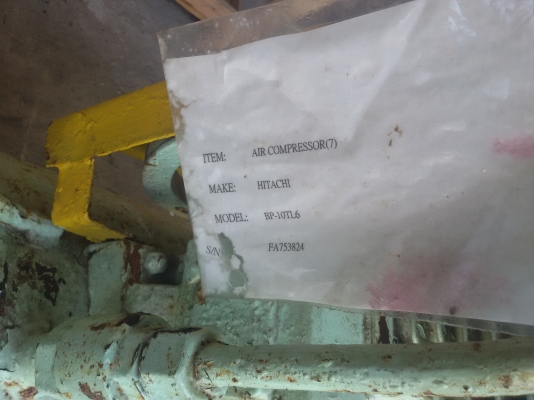 ITEM: AIR COMPRESSOR(7)
MAKE: HITACHI
MODEL: BP-10TL6
S/N FA753824